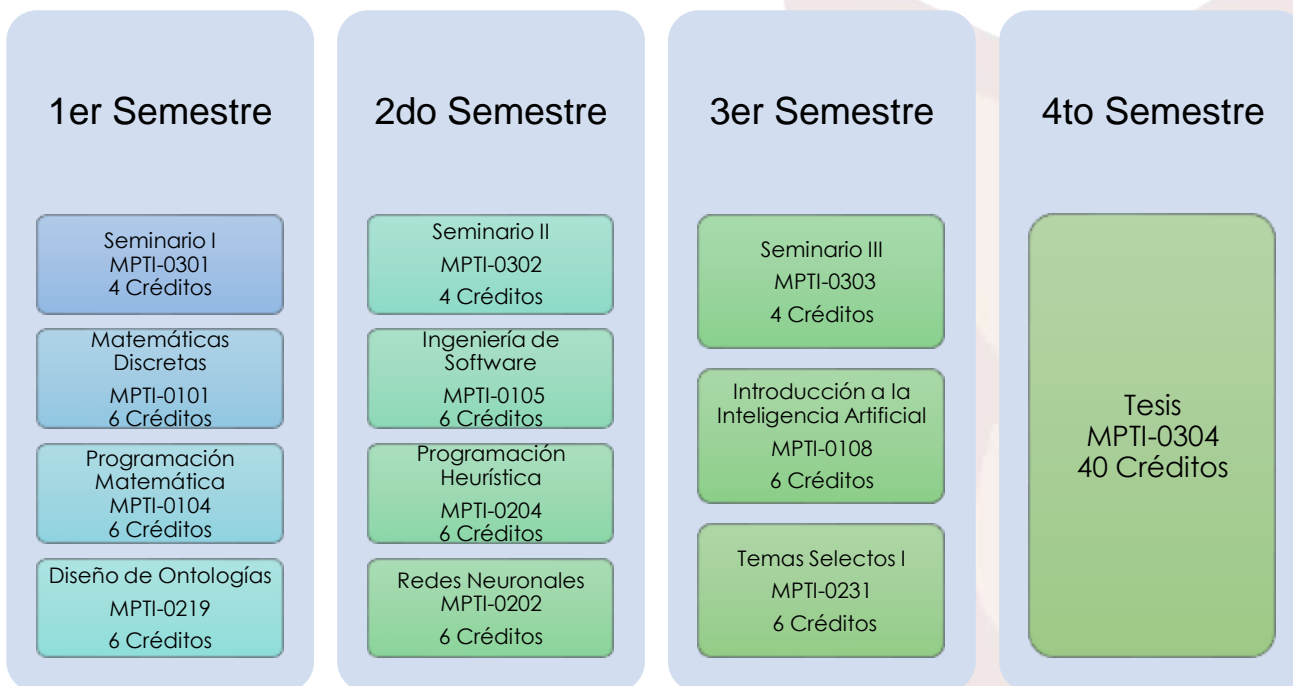 1er Semestre
Seminario I
MPTI-0301
4 Créditos
Matemáticas
Discretas
MPTI-0101
6 Créditos
Programación
Matemática
MPTI-0104
6 Créditos
Diseño de Ontologías
MPTI-0219
6 Créditos
2do Semestre
Seminario II
MPTI-0302
4 Créditos
Ingeniería de
Software
MPTI-0105
6 Créditos
Programación
Heurística
MPTI-0204
6 Créditos
Redes Neuronales
MPTI-0202
6 Créditos
3er Semestre
Seminario III
MPTI-0303
4 Créditos
Introducción a la
Inteligencia Artificial
MPTI-0108
6 Créditos
Temas Selectos I
MPTI-0231
6 Créditos
4to Semestre
Tesis
MPTI-0304
40 Créditos